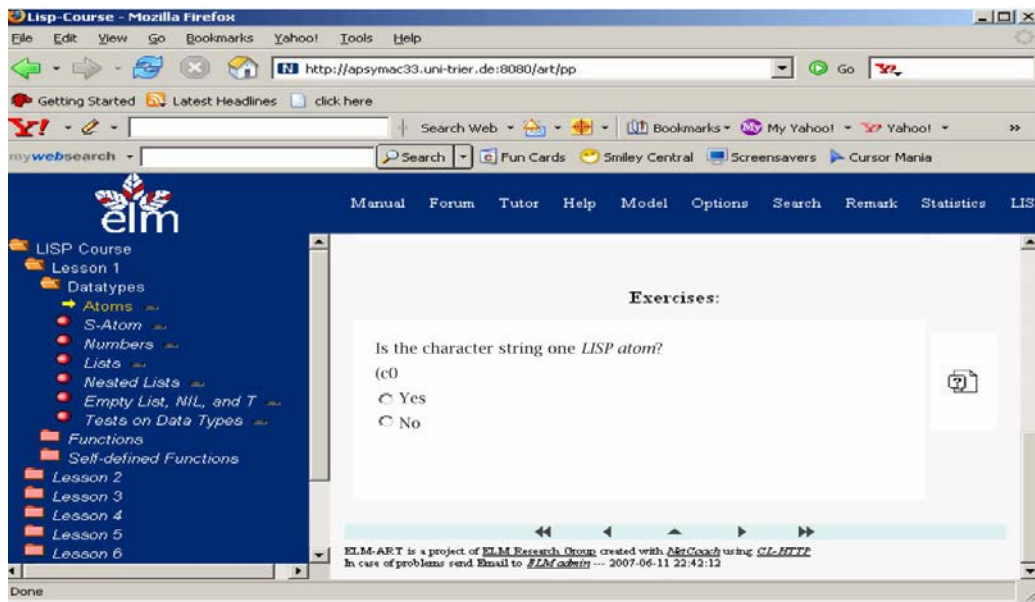 Lisp-Course - Mozilla Firefox
File Edit View Go Bookmarks Yahoo! Tools Help
http://apsymac33.uni-trier.de:8080/art/pp Go
Getting Started Latest Headlines click here
Y! Search Web Bookmarks My Yahoo! Yahoo! »
mywebsearch Search Fun Cards Smiley Central Screensavers Cursor Mania
elm
Manual Forum Tutor Help Model Options Search Remark Statistics LIS
LISP Course
Lesson 1
Datatypes
Atoms
S-Atom
Numbers
Lists
Nested Lists
Empty List, NIL, and T
Tests on Data Types
Functions
Self-defined Functions
Lesson 2
Lesson 3
Lesson 4
Lesson 5
Lesson 6
Exercises:
Is the character string one LISP atom?
(c0
Yes
No
ELM-ART is a project of ELM Research Group created with NetCoach using CL-HTTP
In case of problems send Email to ELM admin --- 2007-06-11 22:42:12
Done